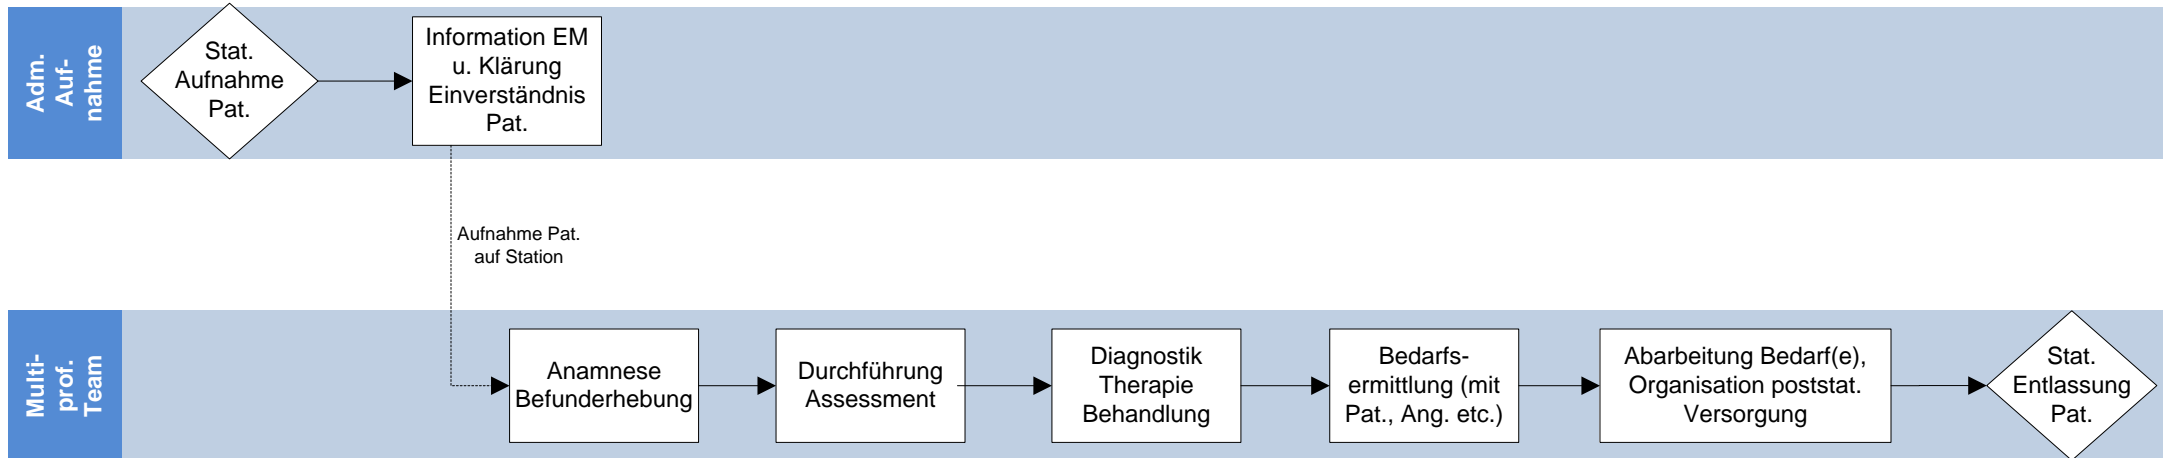 Adm.
Auf-
nahme
Stat.
Aufnahme
Pat.
Information EM
u. Klärung
Einverständnis
Pat.
Aufnahme Pat.
auf Station
Multi-
prof.
Team
Anamnese
Befunderhebung
Durchführung
Assessment
Diagnostik
Therapie
Behandlung
Bedarfs-
ermittlung (mit
Pat., Ang. etc.)
Abarbeitung Bedarf(e),
Organisation poststat.
Versorgung
Stat.
Entlassung
Pat.